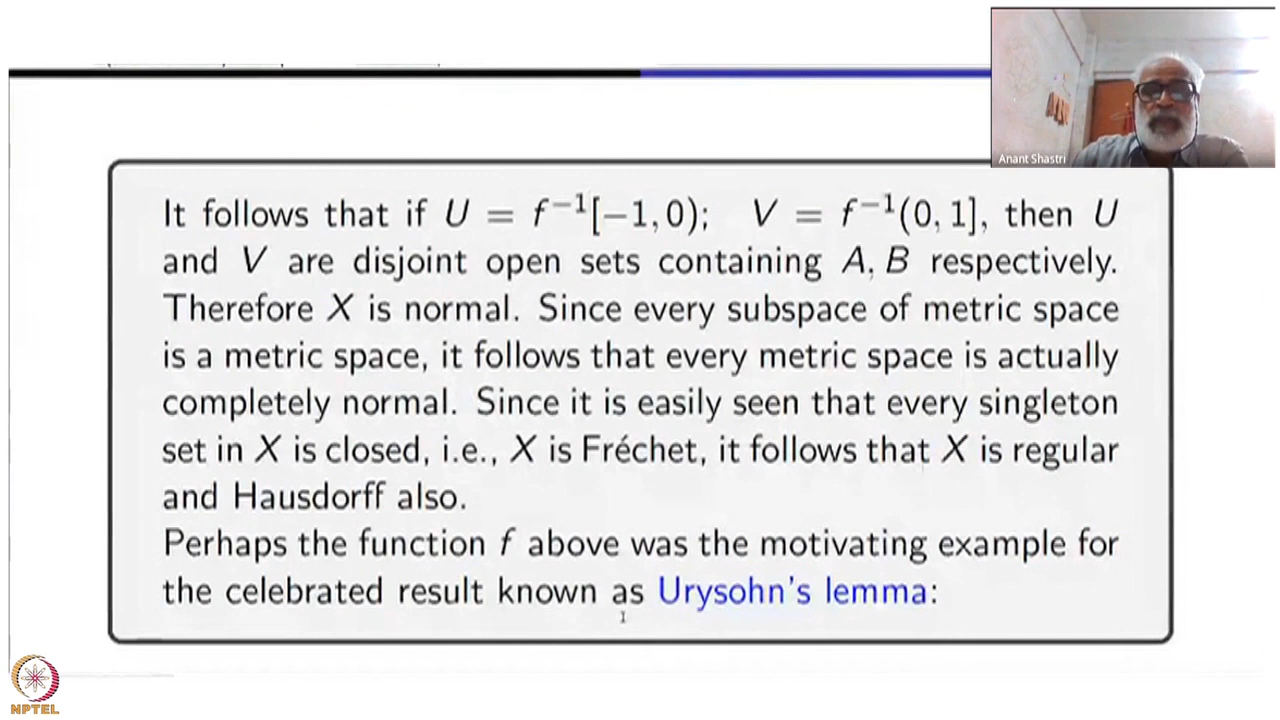 Anant Shastri
It follows that if U = f⁻¹[−1, 0); V = f⁻¹(0, 1], then U
and V are disjoint open sets containing A, B respectively.
Therefore X is normal. Since every subspace of metric space
is a metric space, it follows that every metric space is actually
completely normal. Since it is easily seen that every singleton
set in X is closed, i.e., X is Fréchet, it follows that X is regular
and Hausdorff also.
Perhaps the function f above was the motivating example for
the celebrated result known as Urysohn's lemma:
NPTEL